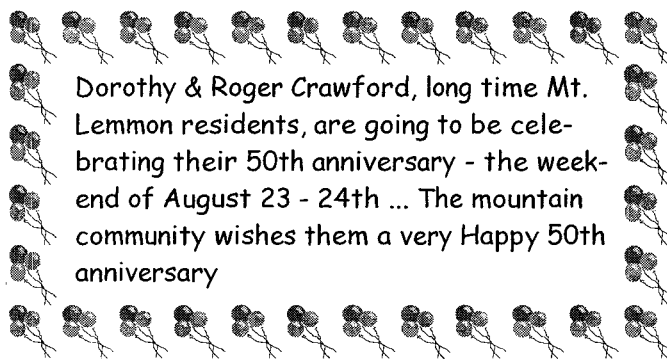 Dorothy & Roger Crawford, long time Mt.
Lemmon residents, are going to be cele-
brating their 50th anniversary - the week-
end of August 23 - 24th ... The mountain
community wishes them a very Happy 50th
anniversary